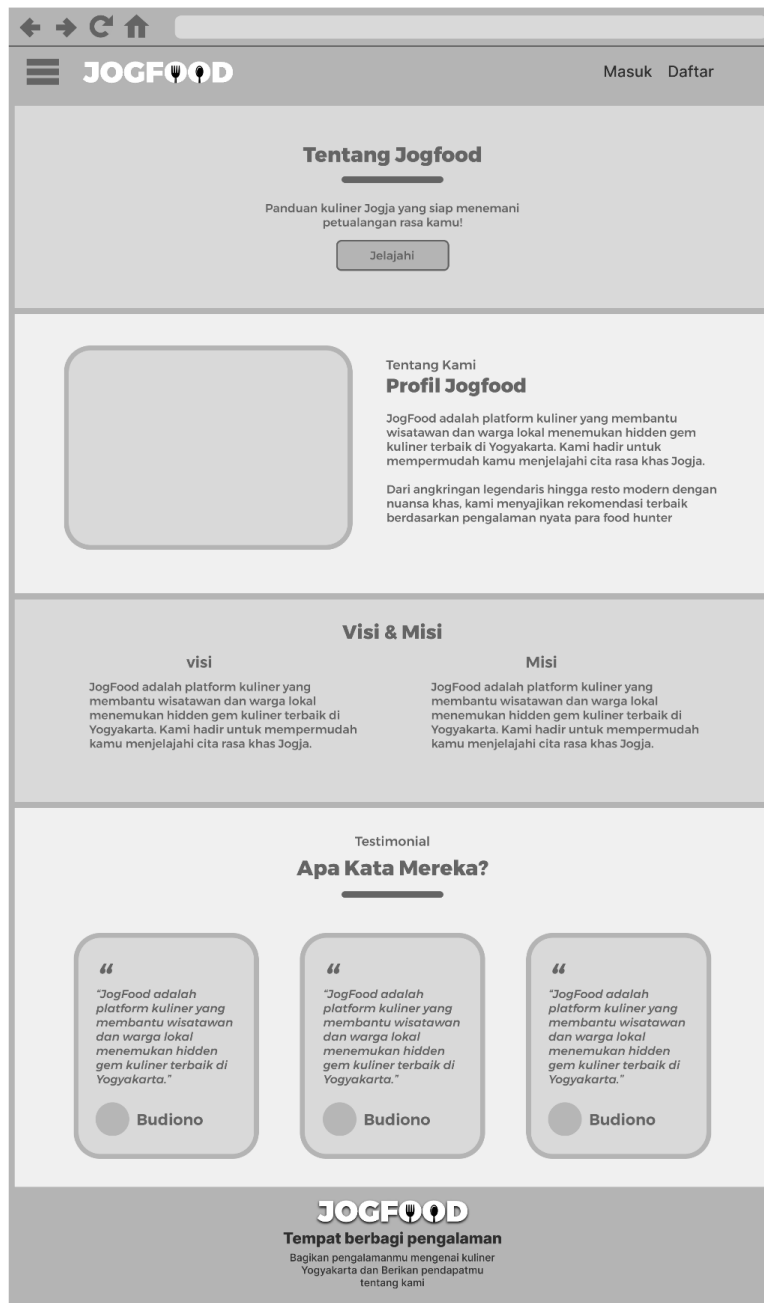 JOGFOOD
Masuk Daftar
Tentang Jogfood
Panduan kuliner Jogja yang siap menemani
petualangan rasa kamu!
Jelajahi
Tentang Kami
Profil Jogfood
JogFood adalah platform kuliner yang membantu
wisatawan dan warga lokal menemukan hidden gem
kuliner terbaik di Yogyakarta. Kami hadir untuk
mempermudah kamu menjelajahi cita rasa khas Jogja.
Dari angkringan legendaris hingga resto modern dengan
nuansa khas, kami menyajikan rekomendasi terbaik
berdasarkan pengalaman nyata para food hunter
Visi & Misi
visi
JogFood adalah platform kuliner yang
membantu wisatawan dan warga lokal
menemukan hidden gem kuliner terbaik di
Yogyakarta. Kami hadir untuk mempermudah
kamu menjelajahi cita rasa khas Jogja.
Misi
JogFood adalah platform kuliner yang
membantu wisatawan dan warga lokal
menemukan hidden gem kuliner terbaik di
Yogyakarta. Kami hadir untuk mempermudah
kamu menjelajahi cita rasa khas Jogja.
Testimonial
Apa Kata Mereka?
“
“JogFood adalah
platform kuliner yang
membantu wisatawan
dan warga lokal
menemukan hidden
gem kuliner terbaik di
Yogyakarta.”
Budiono
“
“JogFood adalah
platform kuliner yang
membantu wisatawan
dan warga lokal
menemukan hidden
gem kuliner terbaik di
Yogyakarta.”
Budiono
“
“JogFood adalah
platform kuliner yang
membantu wisatawan
dan warga lokal
menemukan hidden
gem kuliner terbaik di
Yogyakarta.”
Budiono
JOGFOOD
Tempat berbagi pengalaman
Bagikan pengalamanmu mengenai kuliner
Yogyakarta dan Berikan pendapatmu
tentang kami